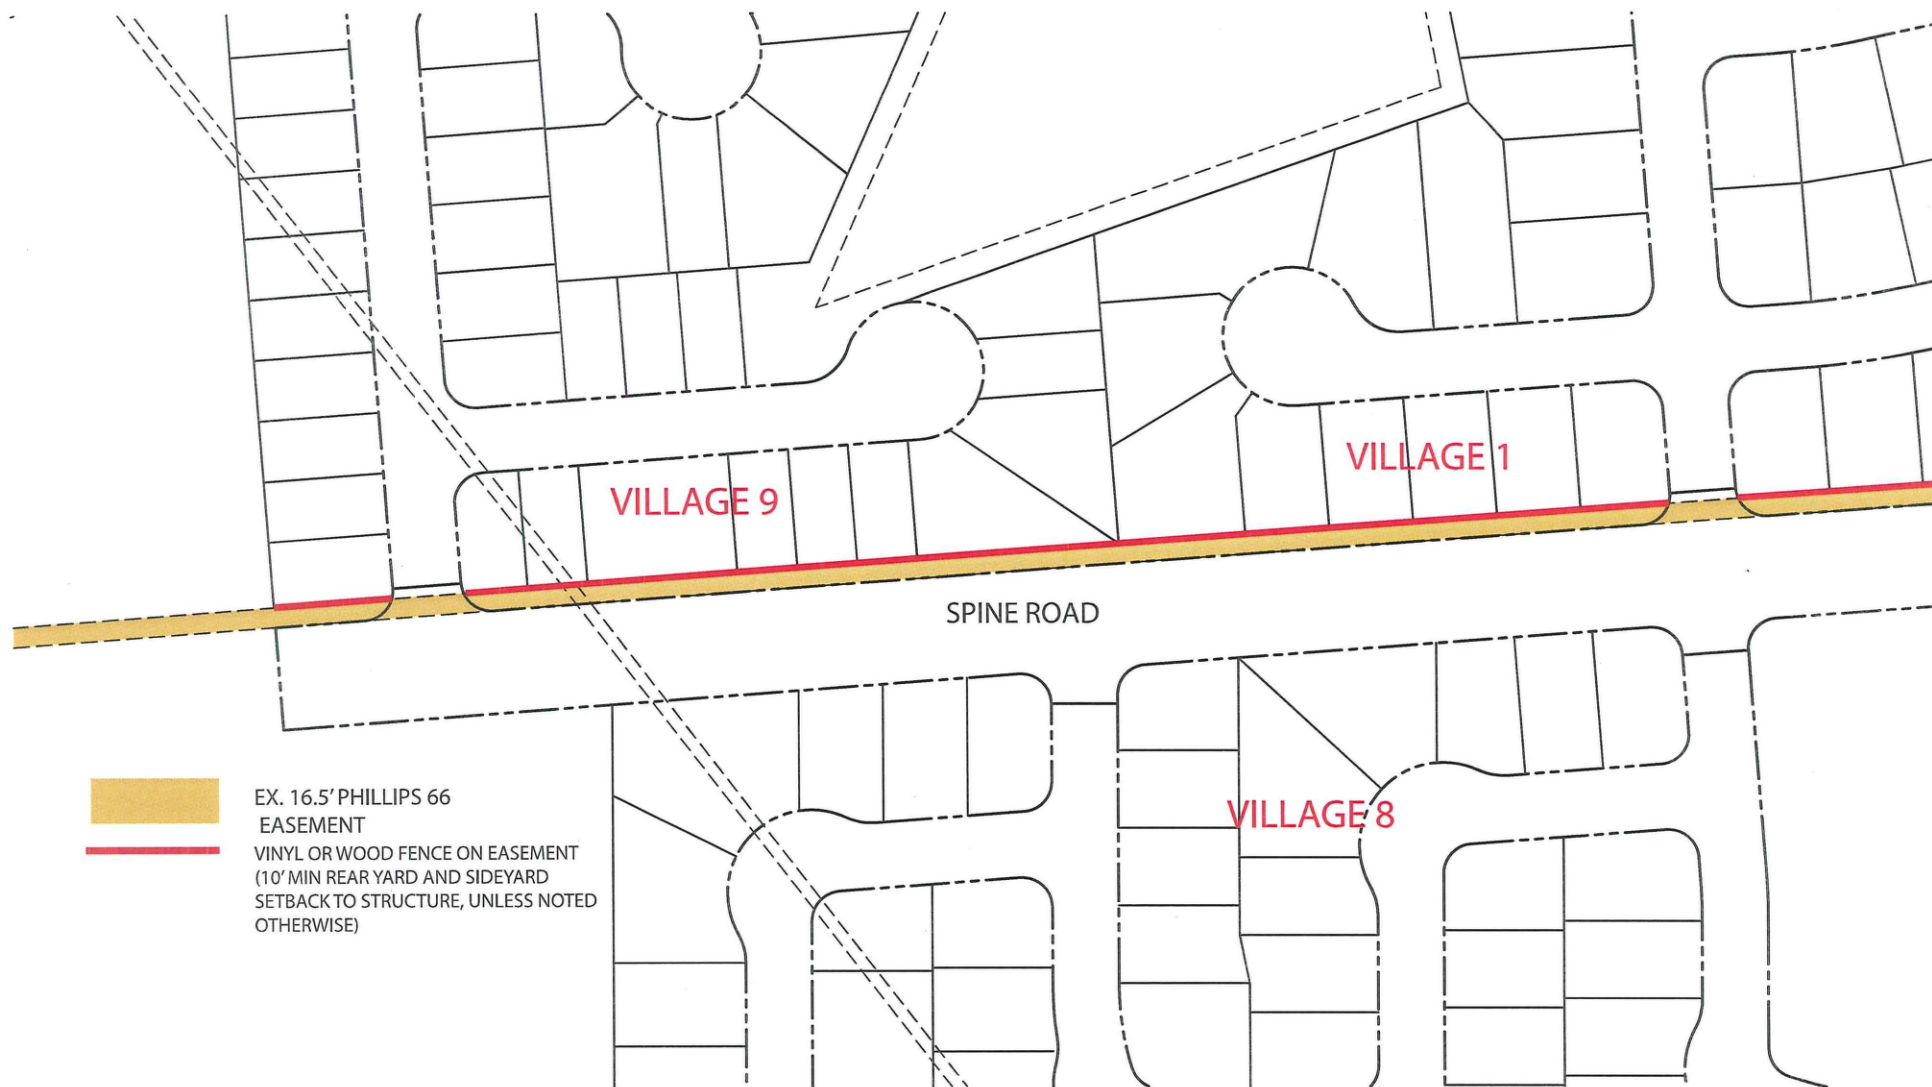 VILLAGE 1
VILLAGE 9
SPINE ROAD
EX. 16.5' PHILLIPS 66
EASEMENT
VINYL OR WOOD FENCE ON EASEMENT
(10' MIN REAR YARD AND SIDEYARD
SETBACK TO STRUCTURE, UNLESS NOTED
OTHERWISE)
VILLAGE 8